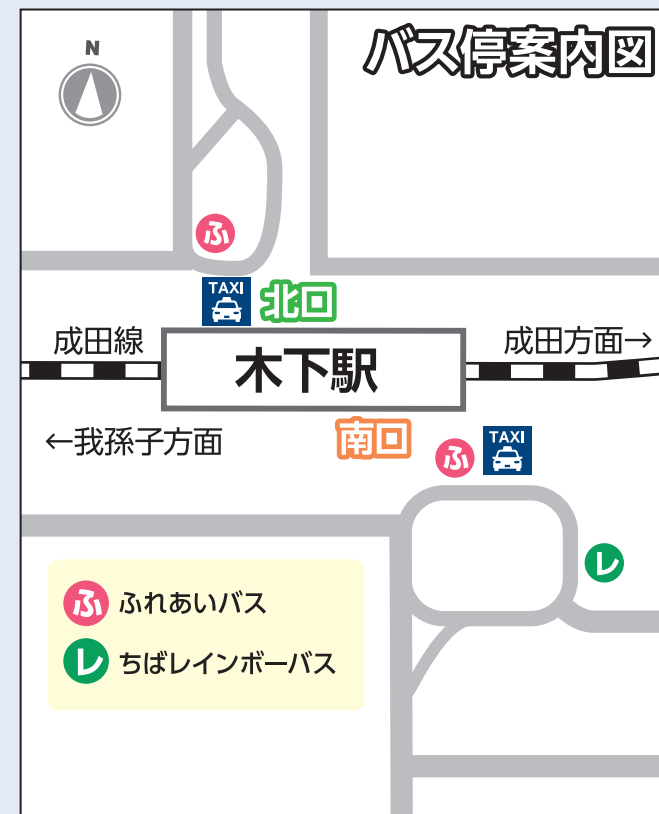 バス停案内図
N
ふ
TAXI
北口
成田線
木下駅
成田方面→
←我孫子方面
南口
ふ
TAXI
レ
ふ ふれあいバス
レ ちばレインボーバス